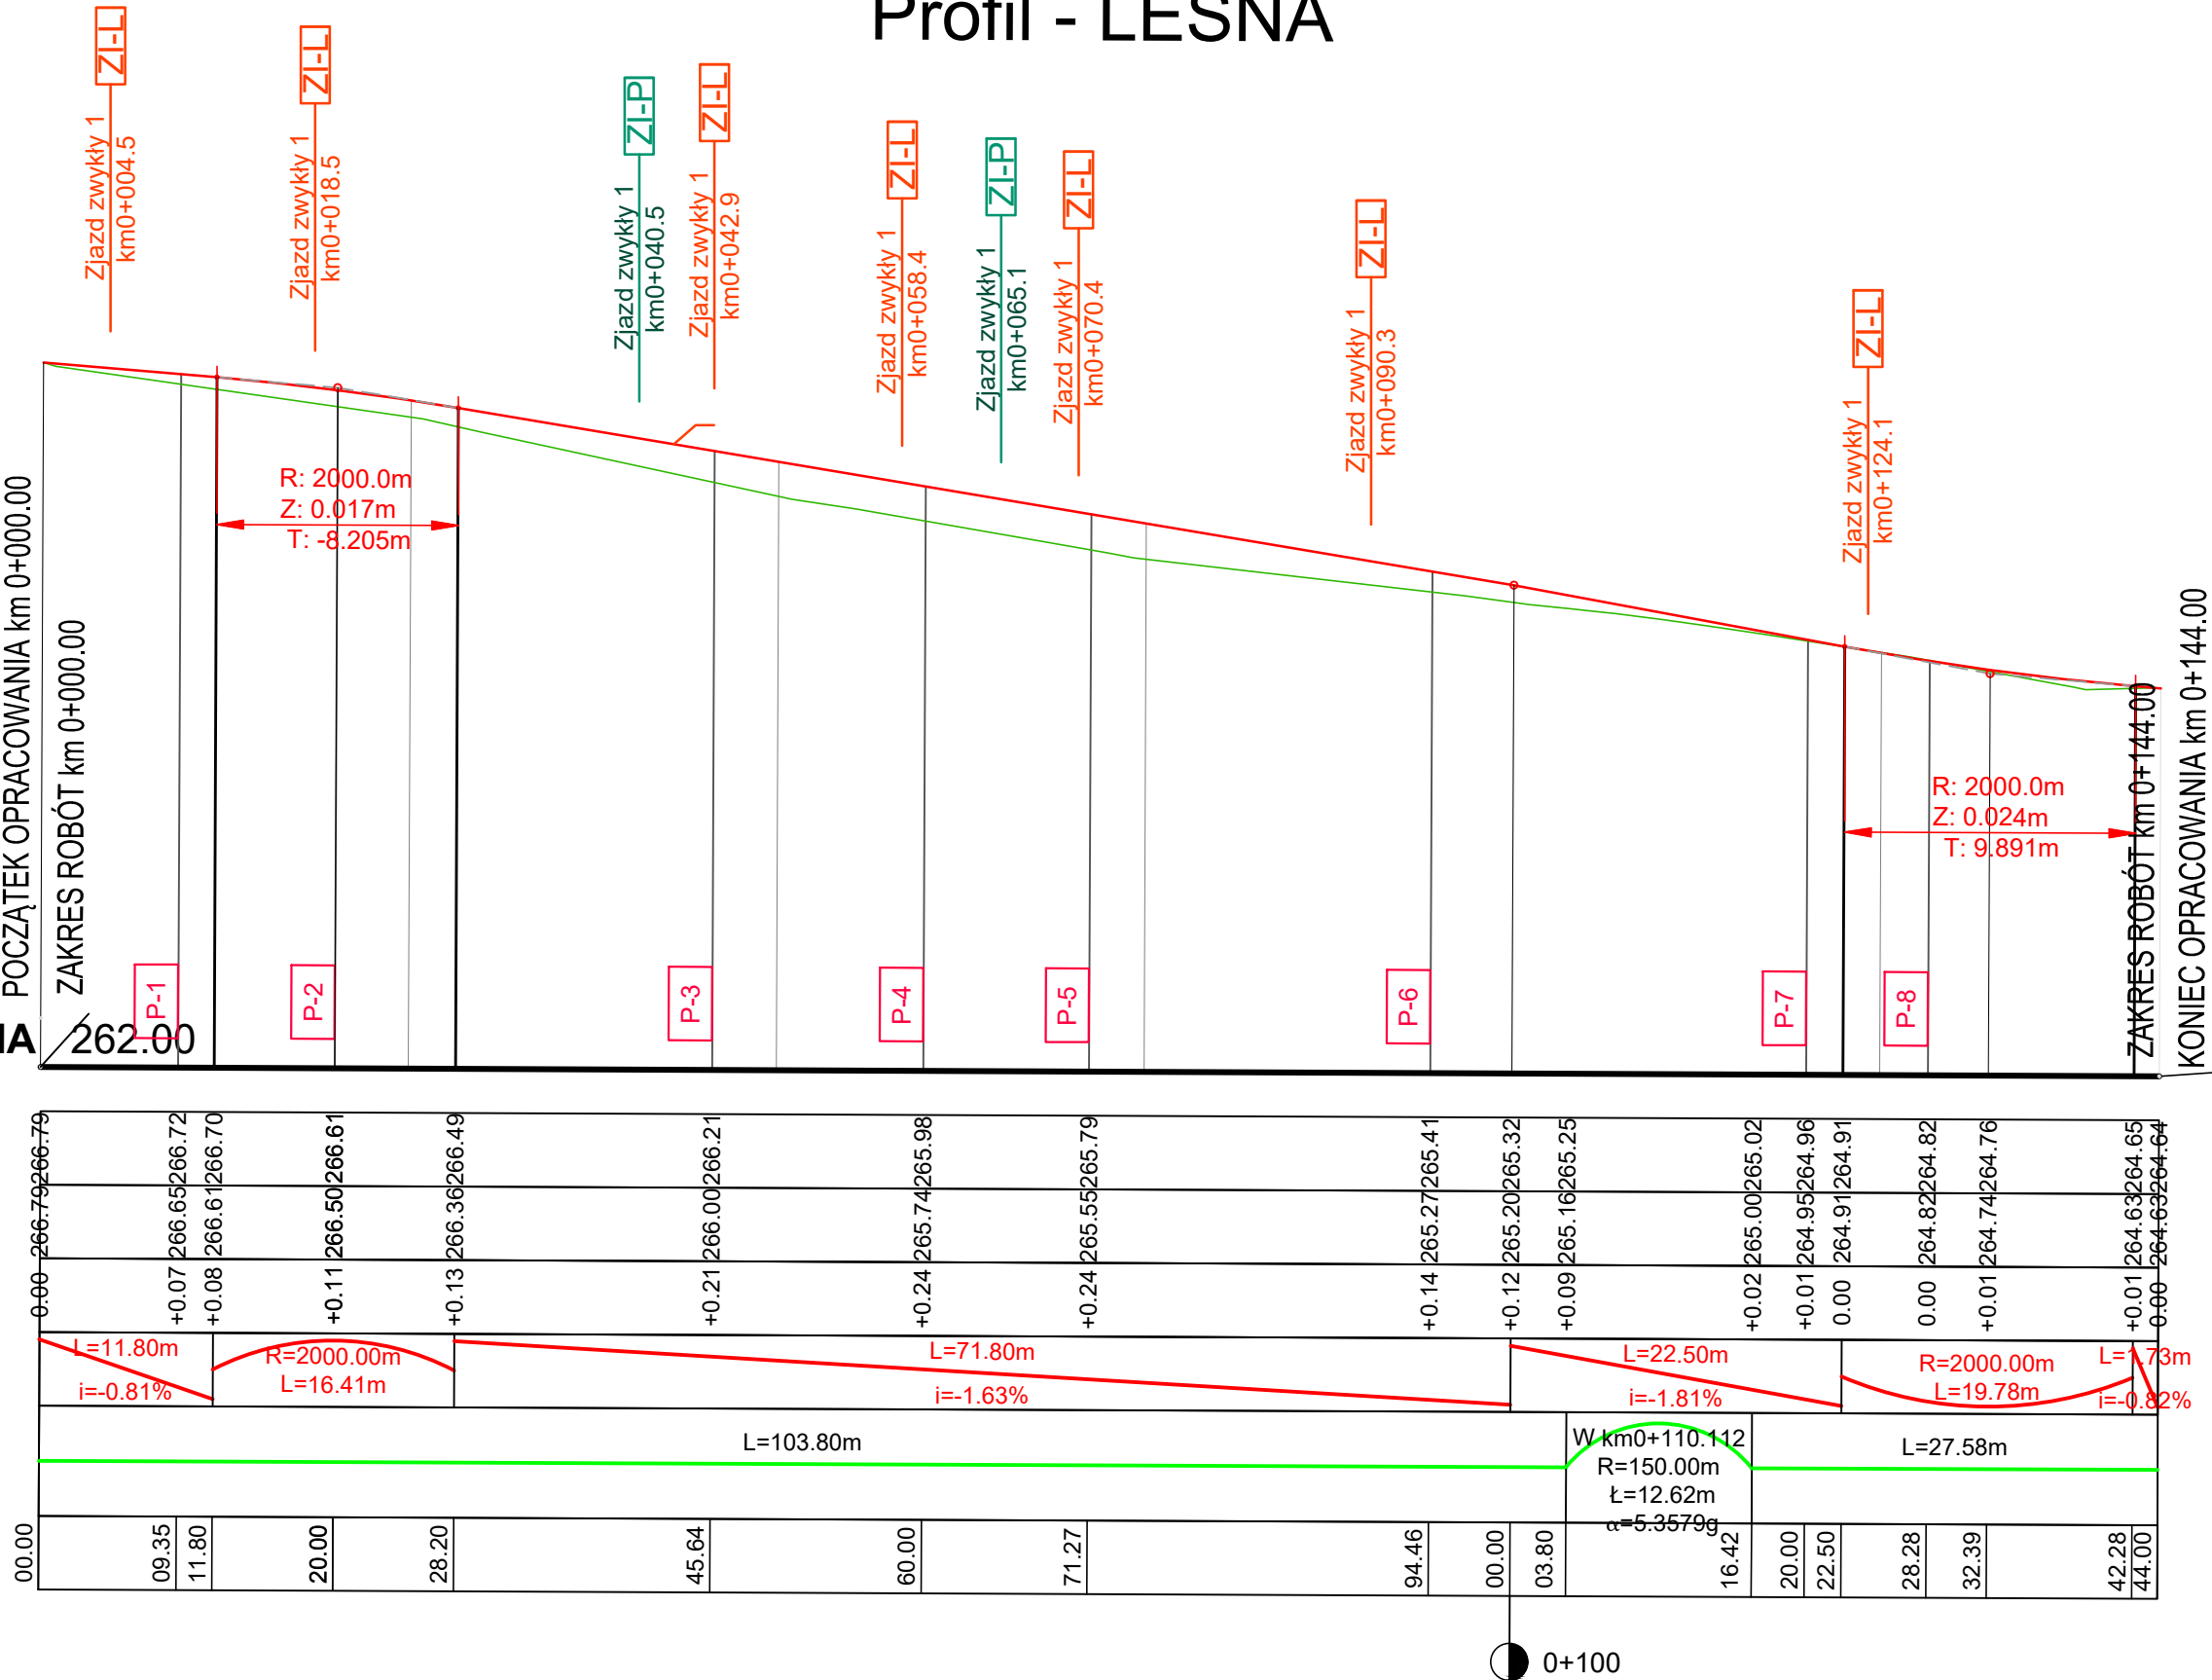 Profil - LEŚNA
ZI-L
Zjazd zwykły 1
km0+004.5
ZI-L
Zjazd zwykły 1
km0+018.5
ZI-P
Zjazd zwykły 1
km0+040.5
ZI-L
Zjazd zwykły 1
km0+042.9
ZI-L
Zjazd zwykły 1
km0+058.4
ZI-P
Zjazd zwykły 1
km0+065.1
ZI-L
Zjazd zwykły 1
km0+070.4
ZI-L
Zjazd zwykły 1
km0+090.3
ZI-L
Zjazd zwykły 1
km0+124.1
POCZĄTEK OPRACOWANIA km 0+000.00
ZAKRES ROBÓT km 0+000.00
R: 2000.0m
Z: 0.017m
T: -8.205m
R: 2000.0m
Z: 0.024m
T: 9.891m
ZAKRES ROBÓT km 0+144.00
KONIEC OPRACOWANIA km 0+144.00
P-1
P-2
P-3
P-4
P-5
P-6
P-7
P-8
262.00
266.79 266.72 266.70 266.61 266.49 266.21 265.98 265.79 265.41 265.32 265.25 265.02 264.96 264.91 264.82 264.76 264.65 264.64
266.79 266.65 266.61 266.50 266.36 266.00 265.74 265.55 265.27 265.20 265.16 265.00 264.95 264.91 264.82 264.74 264.63 264.63
0.00 +0.07 +0.08 +0.11 +0.13 +0.21 +0.24 +0.24 +0.14 +0.12 +0.09 +0.02 +0.01 0.00 0.00 +0.01 +0.01 0.00
L=11.80m
i=-0.81%
R=2000.00m
L=16.41m
L=71.80m
i=-1.63%
L=22.50m
i=-1.81%
R=2000.00m
L=19.78m
L=1.73m
i=-0.82%
L=103.80m
W km0+110.112
R=150.00m
Ł=12.62m
α=5.3579g
L=27.58m
00.00 09.35 11.80 20.00 28.20 45.64 60.00 71.27 94.46 00.00 03.80 16.42 20.00 22.50 28.28 32.39 42.28 44.00
0+100